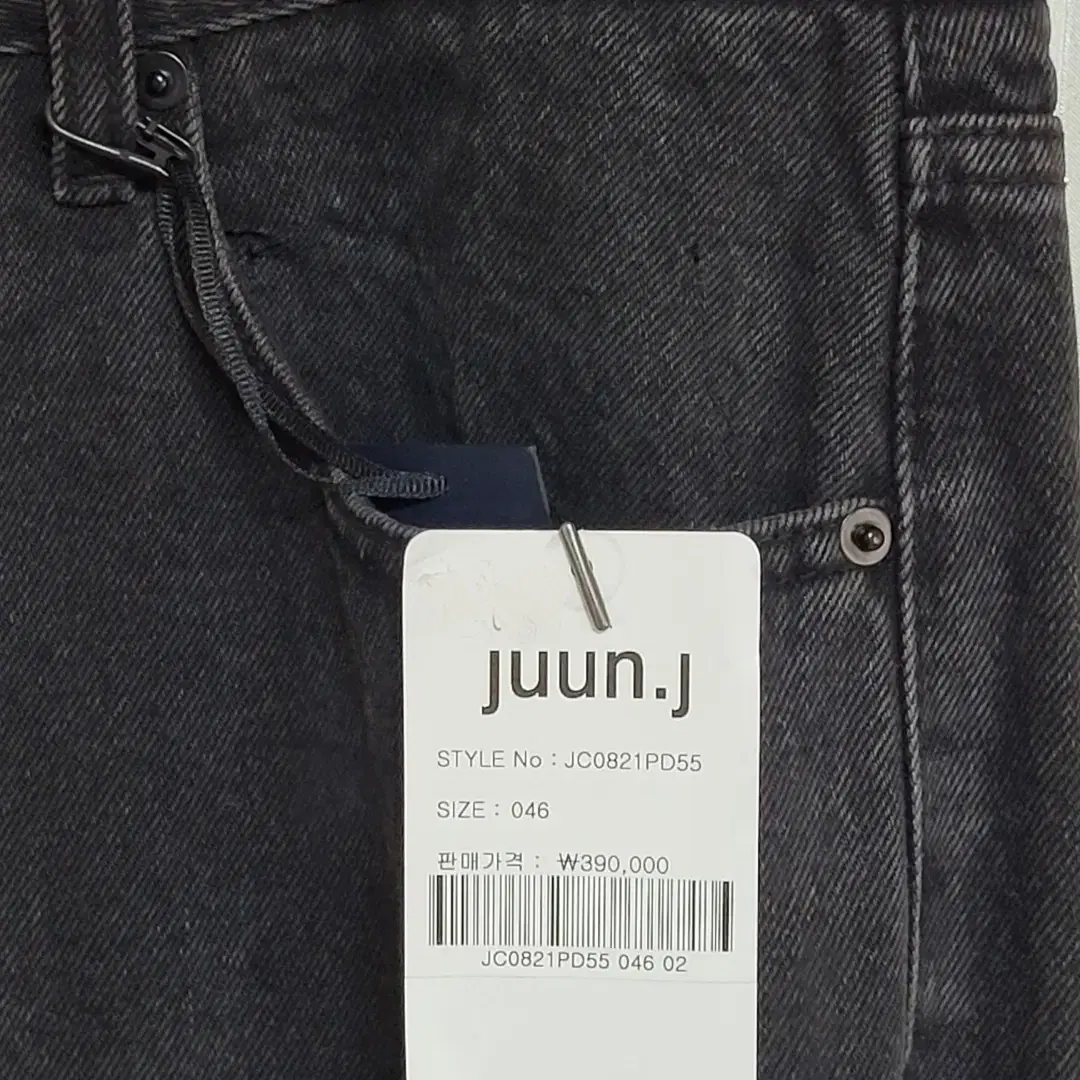 juun.j
STYLE No : JC0821PD55
SIZE : 046
판매가격 : ₩390,000
JC0821PD55 046 02